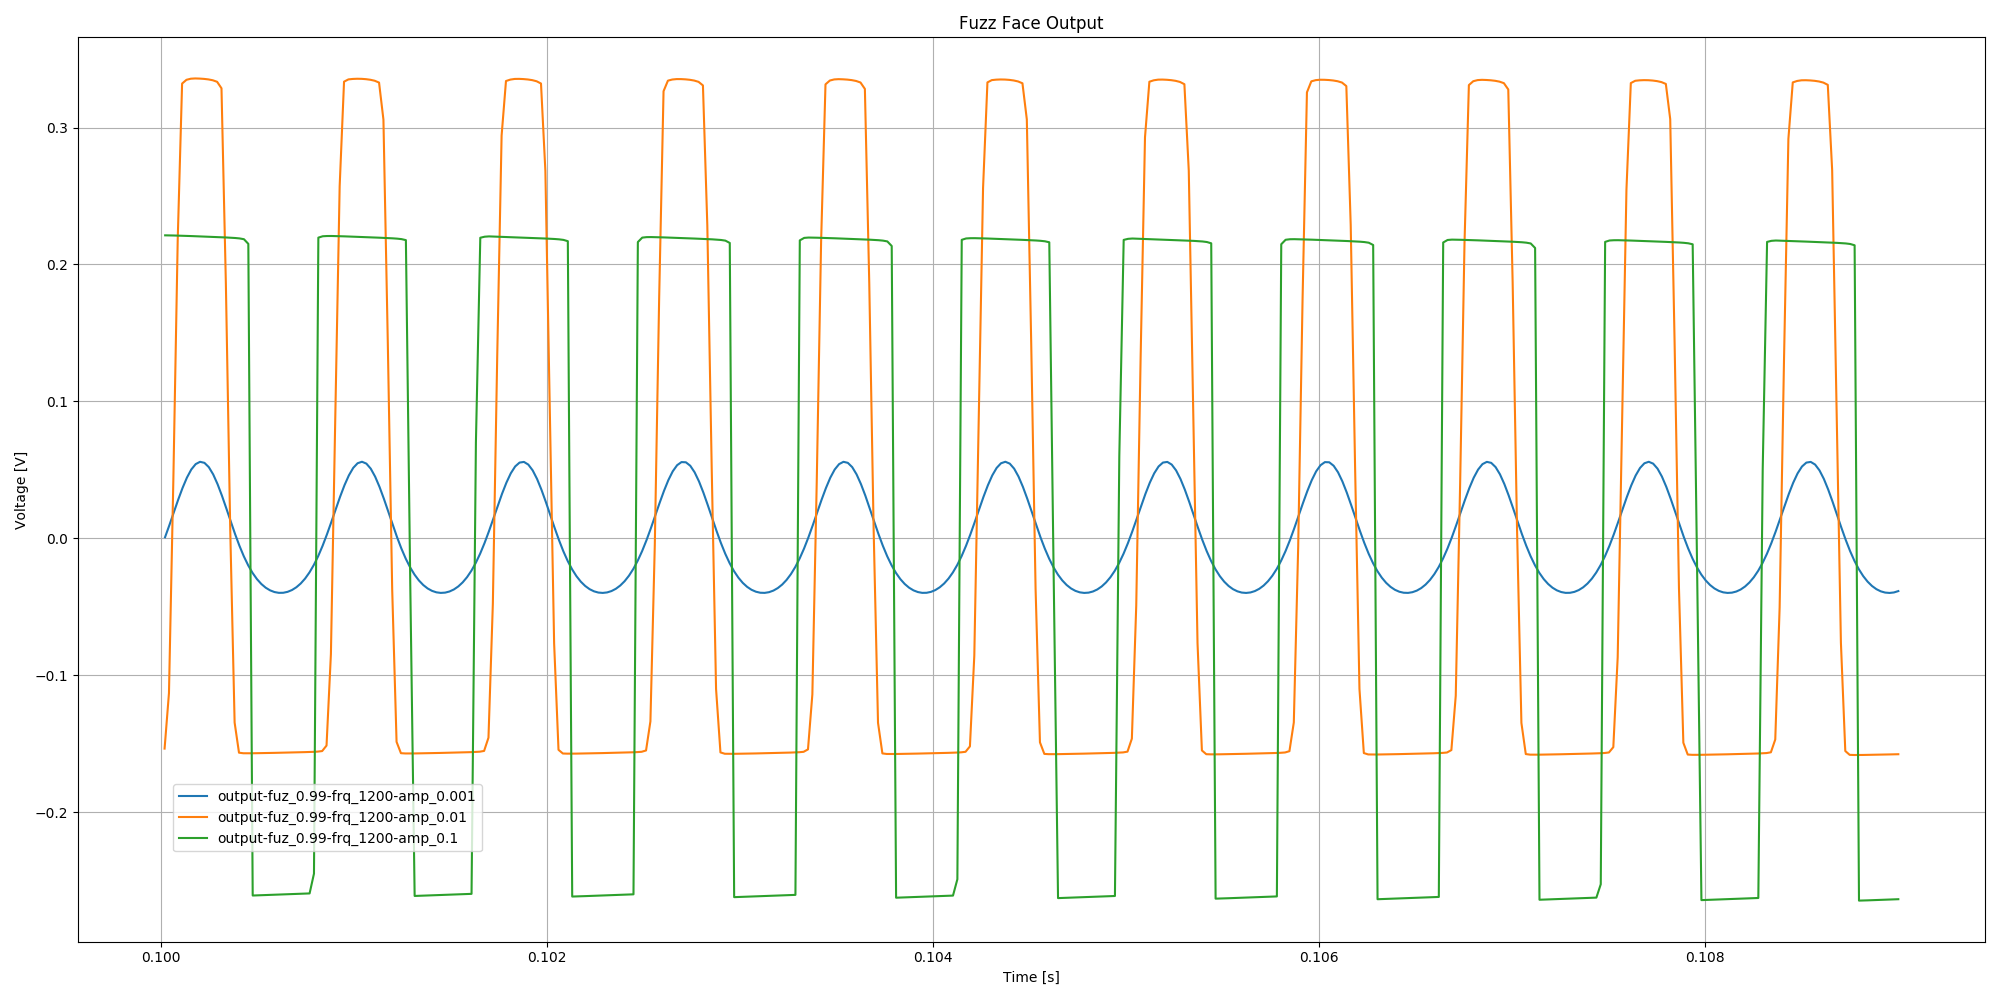 Fuzz Face Output
Voltage [V]
0.3
0.2
0.1
0.0
−0.1
−0.2
output-fuz_0.99-frq_1200-amp_0.001
output-fuz_0.99-frq_1200-amp_0.01
output-fuz_0.99-frq_1200-amp_0.1
0.100 0.102 0.104 0.106 0.108
Time [s]